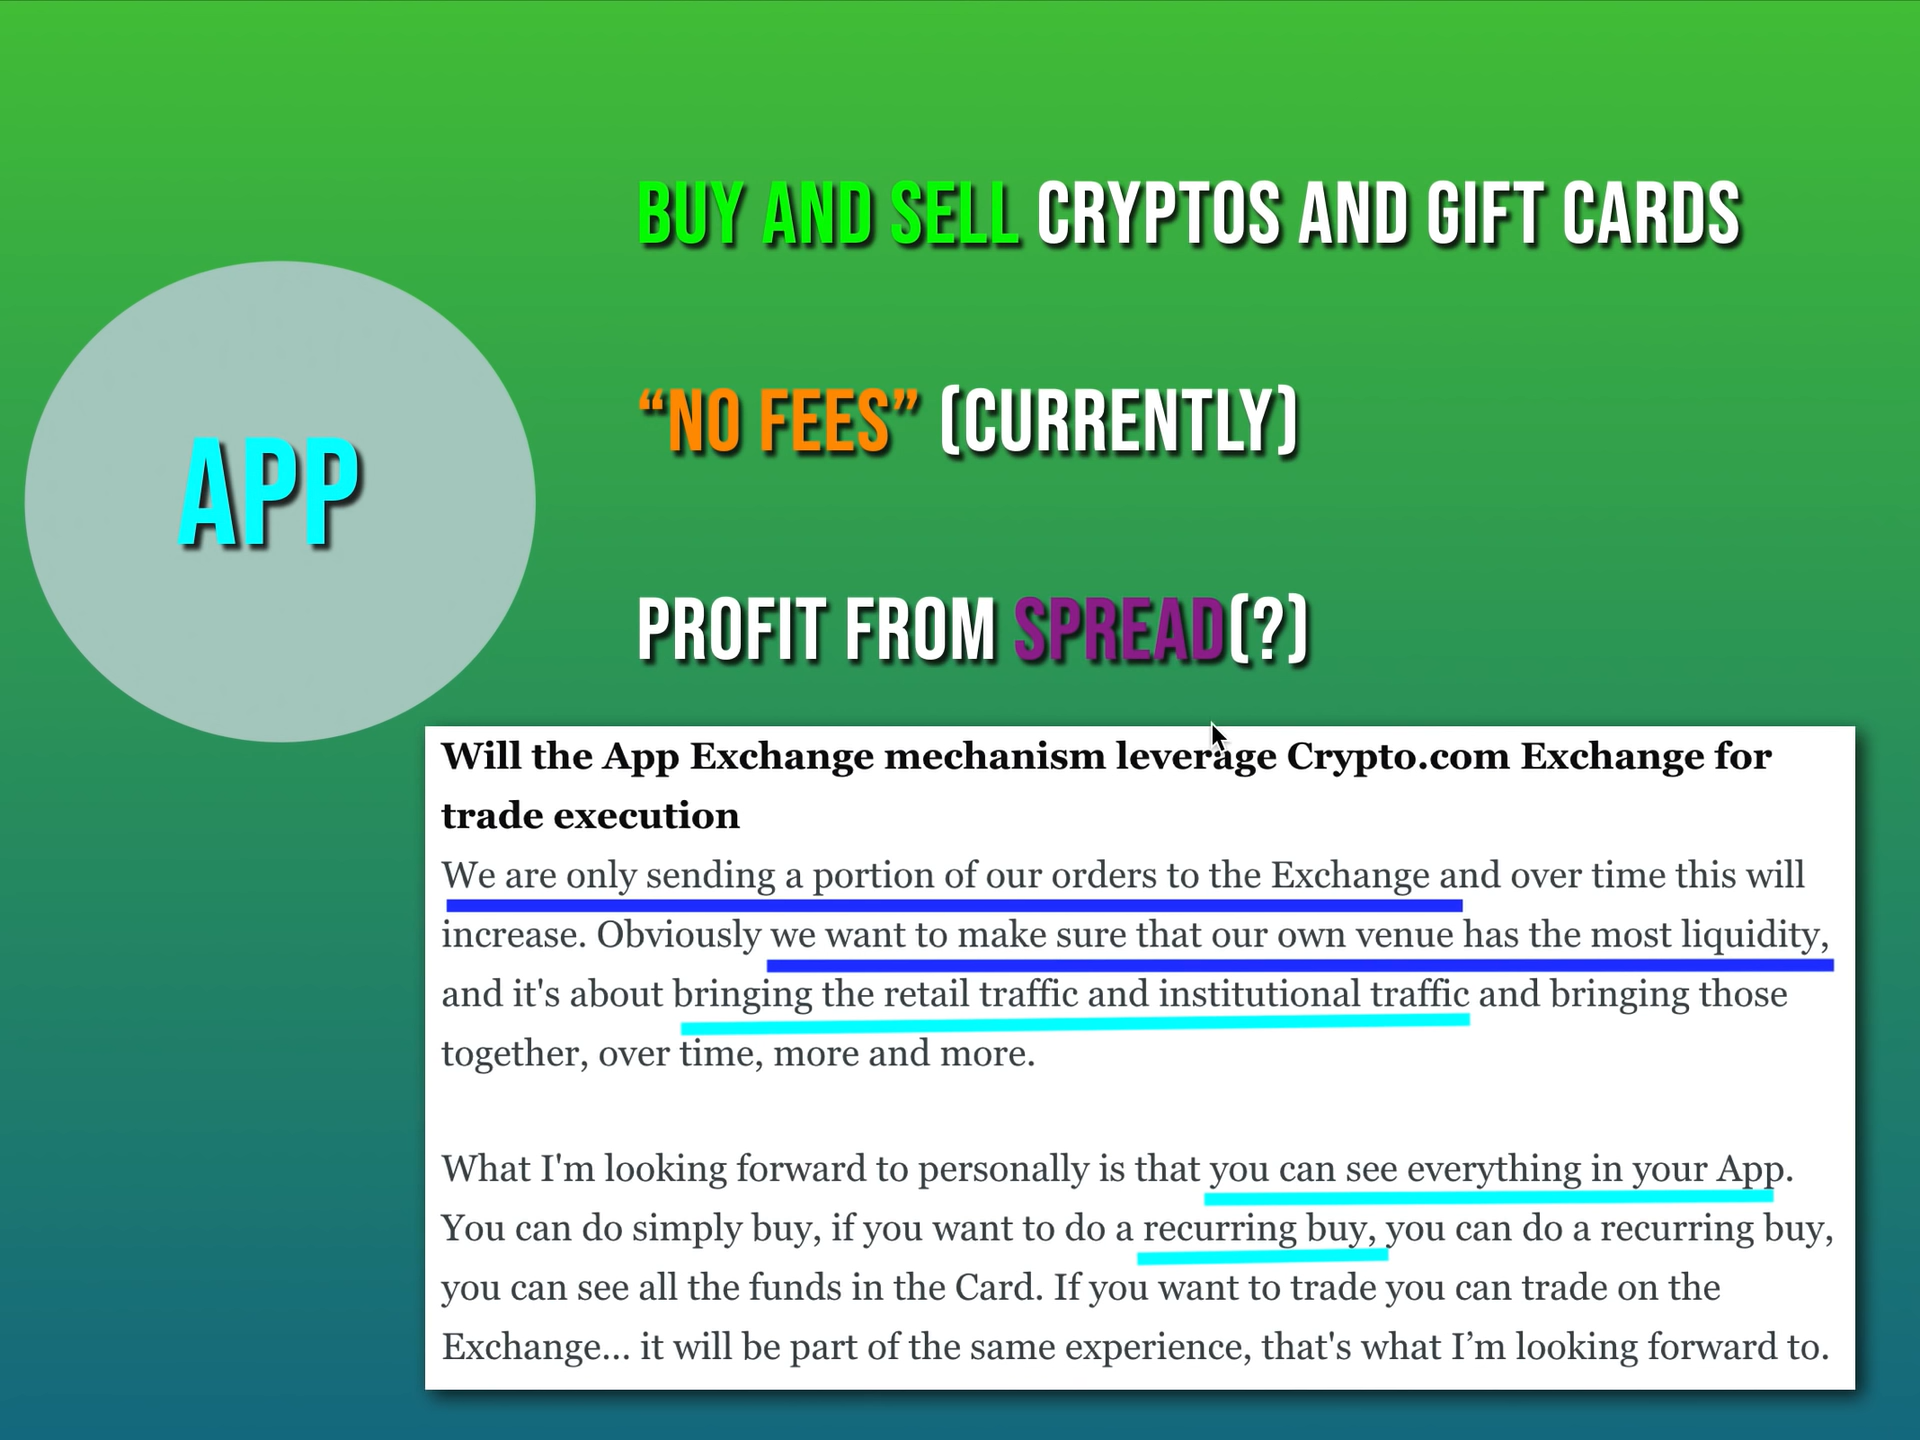 BUY AND SELL CRYPTOS AND GIFT CARDS
APP
“NO FEES” (CURRENTLY)
PROFIT FROM SPREAD(?)
Will the App Exchange mechanism leverage Crypto.com Exchange for
trade execution
We are only sending a portion of our orders to the Exchange and over time this will
increase. Obviously we want to make sure that our own venue has the most liquidity,
and it's about bringing the retail traffic and institutional traffic and bringing those
together, over time, more and more.
What I'm looking forward to personally is that you can see everything in your App.
You can do simply buy, if you want to do a recurring buy, you can do a recurring buy,
you can see all the funds in the Card. If you want to trade you can trade on the
Exchange... it will be part of the same experience, that's what I’m looking forward to.